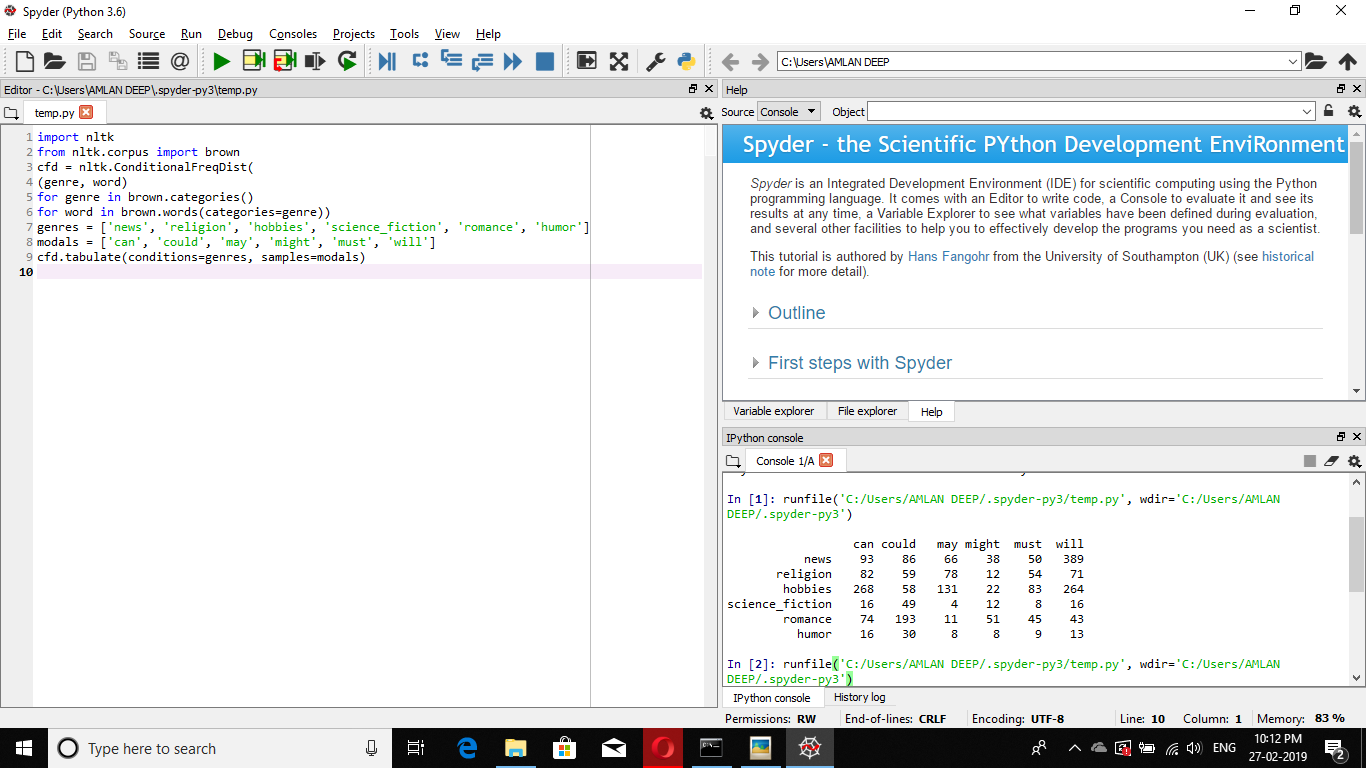 Spyder (Python 3.6)
File Edit Search Source Run Debug Consoles Projects Tools View Help
C:\Users\AMLAN DEEP
Editor - C:\Users\AMLAN DEEP\.spyder-py3\temp.py
temp.py
1 import nltk
2 from nltk.corpus import brown
3 cfd = nltk.ConditionalFreqDist(
4 (genre, word)
5 for genre in brown.categories()
6 for word in brown.words(categories=genre))
7 genres = ['news', 'religion', 'hobbies', 'science_fiction', 'romance', 'humor']
8 modals = ['can', 'could', 'may', 'might', 'must', 'will']
9 cfd.tabulate(conditions=genres, samples=modals)
10
Help
Source Console Object
Spyder - the Scientific PYthon Development EnviRonment
Spyder is an Integrated Development Environment (IDE) for scientific computing using the Python
programming language. It comes with an Editor to write code, a Console to evaluate it and see its
results at any time, a Variable Explorer to see what variables have been defined during evaluation,
and several other facilities to help you to effectively develop the programs you need as a scientist.
This tutorial is authored by Hans Fangohr from the University of Southampton (UK) (see historical
note for more detail).
Outline
First steps with Spyder
Variable explorer File explorer Help
IPython console
Console 1/A
In [1]: runfile('C:/Users/AMLAN DEEP/.spyder-py3/temp.py', wdir='C:/Users/AMLAN
DEEP/.spyder-py3')
can could may might must will
news 93 86 66 38 50 389
religion 82 59 78 12 54 71
hobbies 268 58 131 22 83 264
science_fiction 16 49 4 12 8 16
romance 74 193 11 51 45 43
humor 16 30 8 8 9 13
In [2]: runfile('C:/Users/AMLAN DEEP/.spyder-py3/temp.py', wdir='C:/Users/AMLAN
DEEP/.spyder-py3')
IPython console History log
Permissions: RW End-of-lines: CRLF Encoding: UTF-8 Line: 10 Column: 1 Memory: 83 %
Type here to search
ENG
10:12 PM
27-02-2019
2